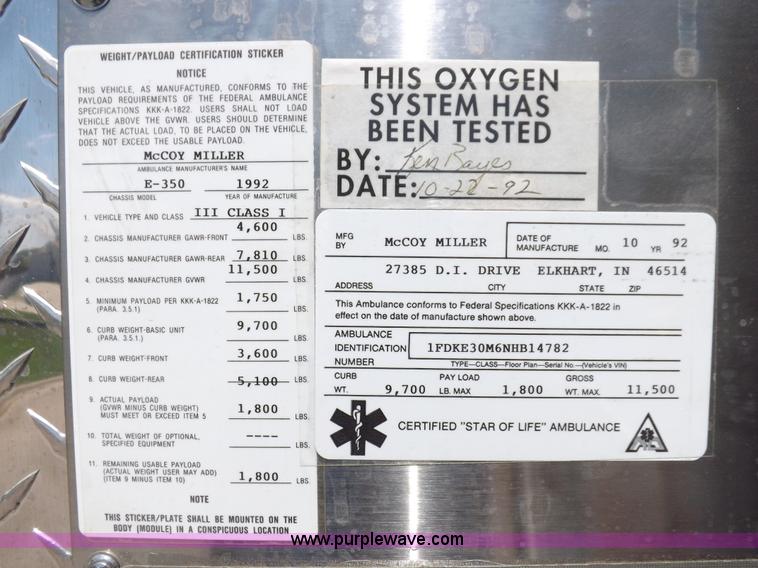 WEIGHT/PAYLOAD CERTIFICATION STICKER
NOTICE
THIS VEHICLE, AS MANUFACTURED, CONFORMS TO THE
PAYLOAD REQUIREMENTS OF THE FEDERAL AMBULANCE
SPECIFICATIONS KKK-A-1822. USERS SHALL NOT LOAD
VEHICLE ABOVE THE GVWR. USERS SHOULD DETERMINE
THAT THE ACTUAL LOAD, TO BE PLACED ON THE VEHICLE,
DOES NOT EXCEED THE USABLE PAYLOAD.
McCOY MILLER
AMBULANCE MANUFACTURER'S NAME
E-350 1992
CHASSIS MODEL YEAR OF MANUFACTURE
1. VEHICLE TYPE AND CLASS III CLASS I
2. CHASSIS MANUFACTURER GAWR-FRONT 4,600 LBS.
3. CHASSIS MANUFACTURER GAWR-REAR 7,810 LBS.
4. CHASSIS MANUFACTURER GVWR 11,500 LBS.
5. MINIMUM PAYLOAD PER KKK-A-1822 1,750 LBS.
(PARA. 3.5.1)
6. CURB WEIGHT-BASIC UNIT 9,700 LBS.
(PARA. 3.5.1.)
7. CURB WEIGHT-FRONT 3,600 LBS.
8. CURB WEIGHT-REAR 5,100 LBS.
9. ACTUAL PAYLOAD
(GVWR MINUS CURB WEIGHT) 1,800 LBS.
MUST MEET OR EXCEED ITEM 5
10. TOTAL WEIGHT OF OPTIONAL, ----
SPECIFIED EQUIPMENT LBS.
11. REMAINING USABLE PAYLOAD
(ACTUAL WEIGHT USER MAY ADD) 1,800 LBS.
(ITEM 9 MINUS ITEM 10)
NOTE
THIS STICKER/PLATE SHALL BE MOUNTED ON THE
BODY (MODULE) IN A CONSPICUOUS LOCATION
THIS OXYGEN
SYSTEM HAS
BEEN TESTED
BY: Ken Bayes
DATE: 10-22-92
MFG BY McCOY MILLER DATE OF MANUFACTURE MO. 10 YR 92
27385 D.I. DRIVE ELKHART, IN 46514
ADDRESS CITY STATE ZIP
This Ambulance conforms to Federal Specifications KKK-A-1822 in
effect on the date of manufacture shown above.
AMBULANCE
IDENTIFICATION 1FDKE30M6NHB14782
NUMBER TYPE—CLASS—Floor Plan—Serial No.—(Vehicle's VIN)
CURB PAY LOAD GROSS
WT. 9,700 LB. MAX 1,800 WT. MAX. 11,500
CERTIFIED "STAR OF LIFE" AMBULANCE
www.purplewave.com